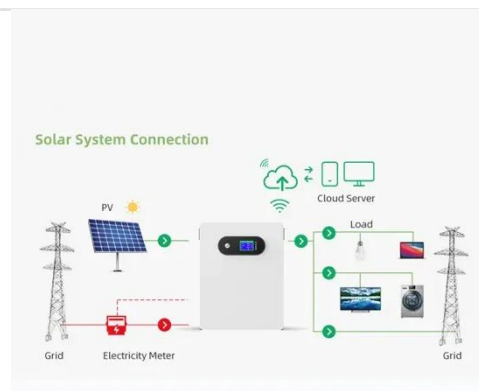 Solar System Connection
Cloud Server
PV
Load
Grid
Electricity Meter
Grid